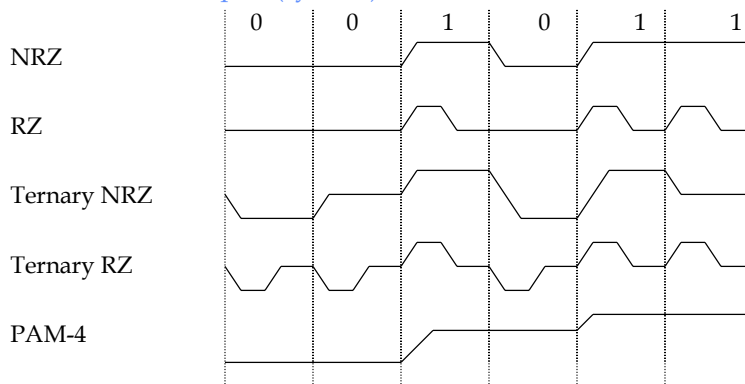 0 0 1 0 1 1
NRZ
RZ
Ternary NRZ
Ternary RZ
PAM-4